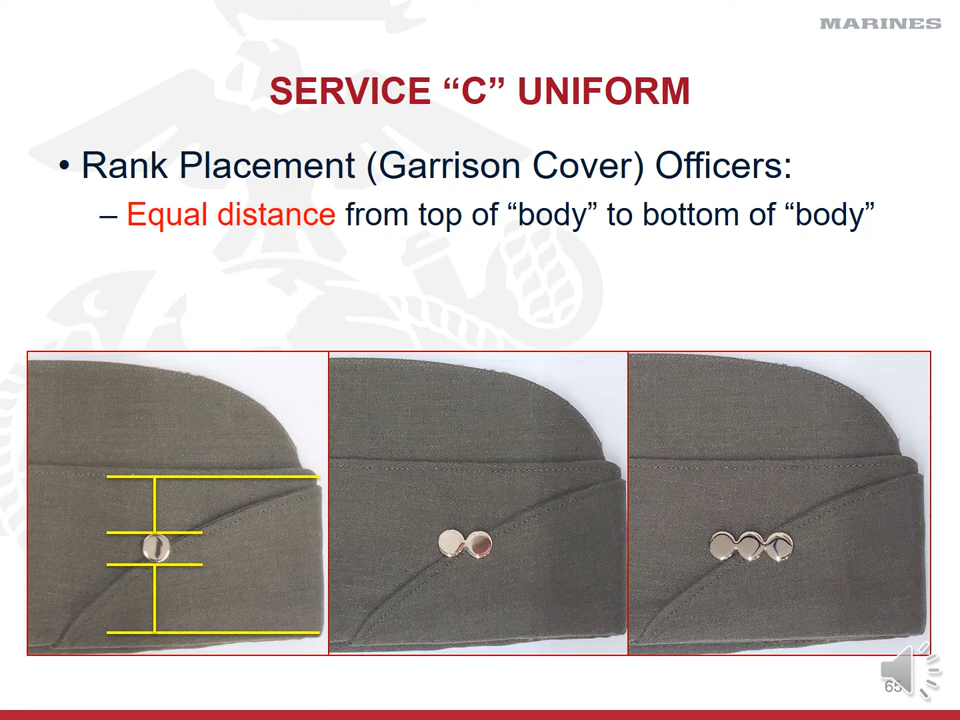 MARINES
SERVICE “C” UNIFORM
• Rank Placement (Garrison Cover) Officers:
– Equal distance from top of “body” to bottom of “body”